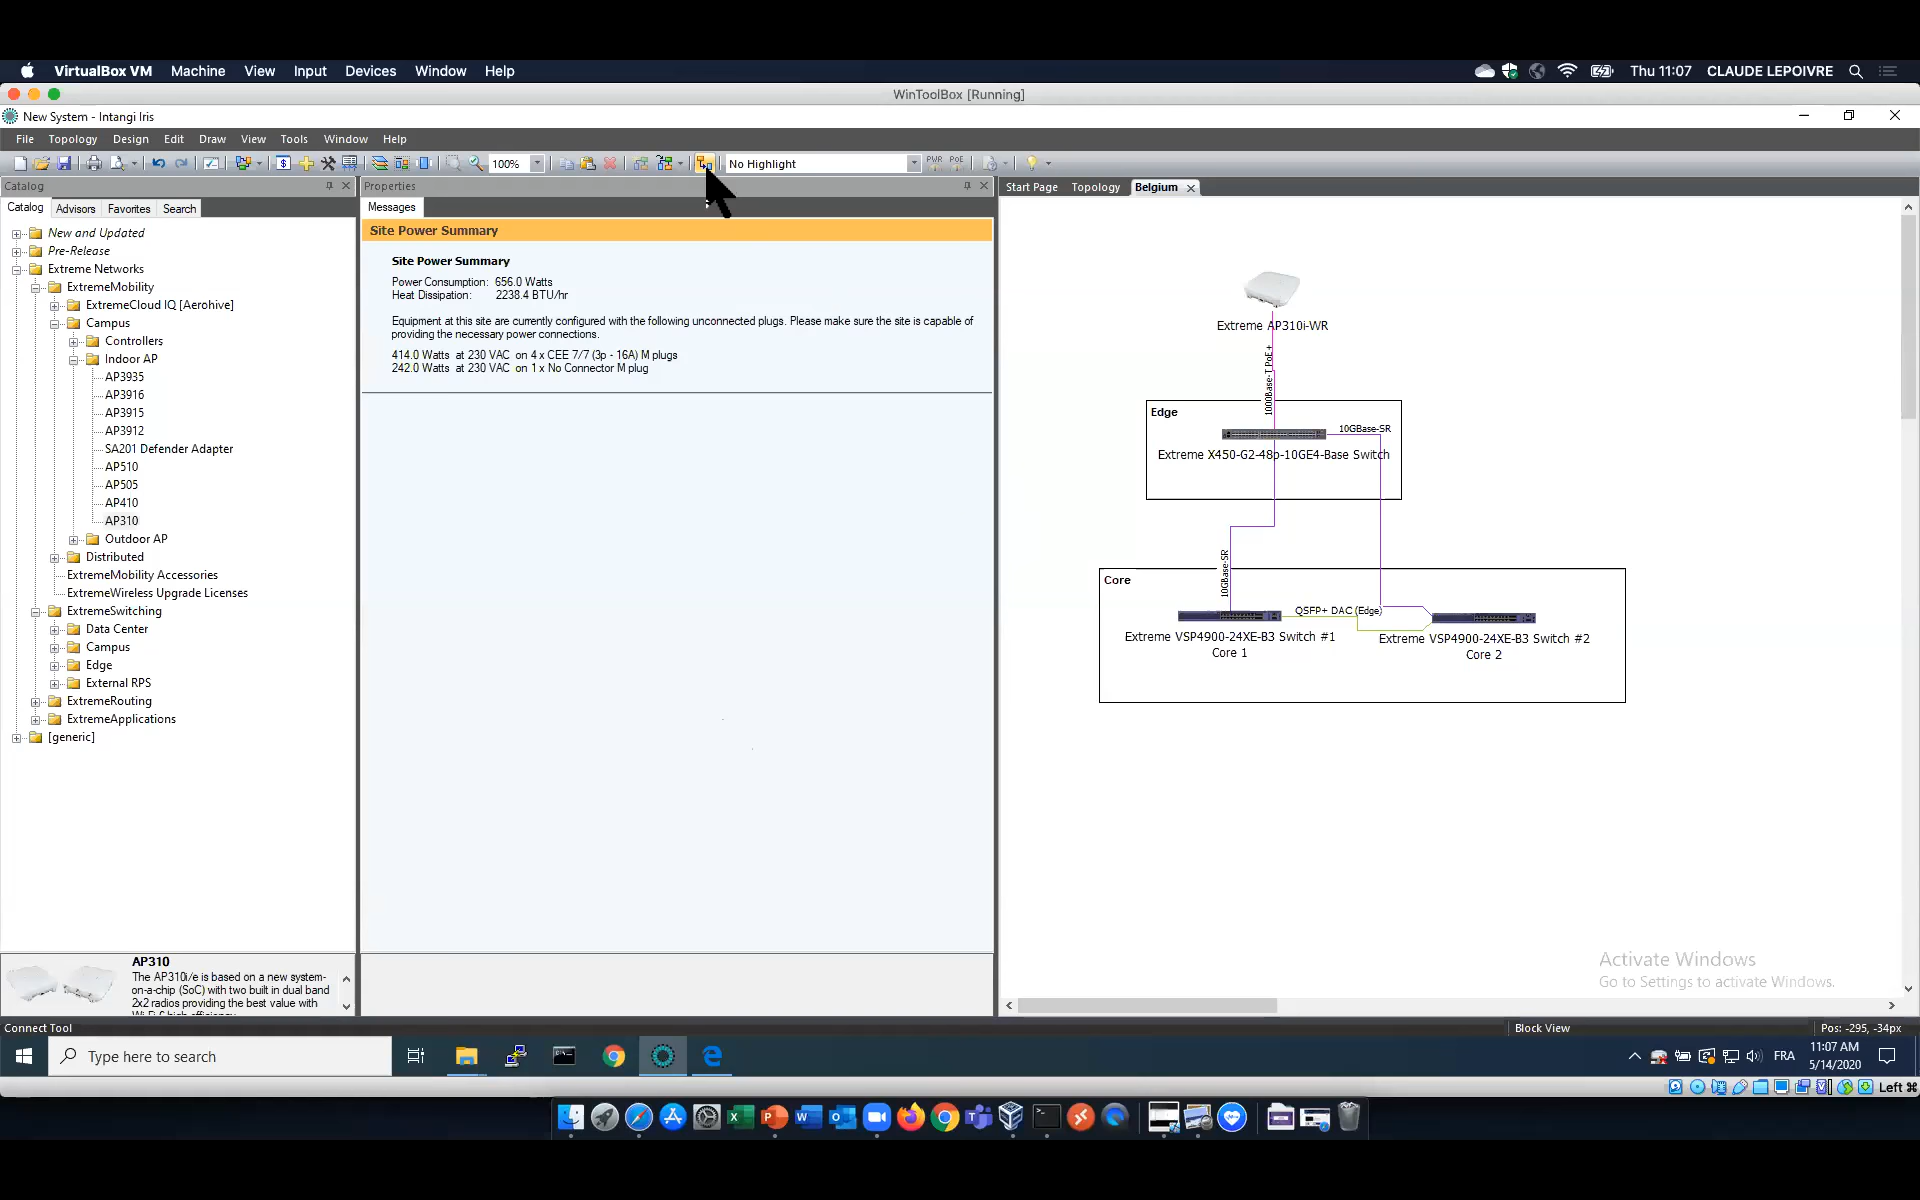 VirtualBox VM Machine View Input Devices Window Help Thu 11:07 CLAUDE LEPOIVRE
WinToolBox [Running]
New System - Intangi Iris
File Topology Design Edit Draw View Tools Window Help
100% No Highlight PWR PoE
Catalog
Catalog Advisors Favorites Search
New and Updated
Pre-Release
Extreme Networks
ExtremeMobility
ExtremeCloud IQ [Aerohive]
Campus
Controllers
Indoor AP
AP3935
AP3916
AP3915
AP3912
SA201 Defender Adapter
AP510
AP505
AP410
AP310
Outdoor AP
Distributed
ExtremeMobility Accessories
ExtremeWireless Upgrade Licenses
ExtremeSwitching
Data Center
Campus
Edge
External RPS
ExtremeRouting
ExtremeApplications
[generic]
AP310
The AP310i/e is based on a new system-
on-a-chip (SoC) with two built in dual band
2x2 radios providing the best value with
Properties
Messages
Site Power Summary
Site Power Summary
Power Consumption: 656.0 Watts
Heat Dissipation: 2238.4 BTU/hr
Equipment at this site are currently configured with the following unconnected plugs. Please make sure the site is capable of
providing the necessary power connections.
414.0 Watts at 230 VAC on 4 x CEE 7/7 (3p - 16A) M plugs
242.0 Watts at 230 VAC on 1 x No Connector M plug
Start Page Topology Belgium
Extreme AP310i-WR
1000Base-T PoE+
Edge
10GBase-SR
Extreme X450-G2-48p-10GE4-Base Switch
10GBase-SR
Core
QSFP+ DAC (Edge)
Extreme VSP4900-24XE-B3 Switch #1
Core 1
Extreme VSP4900-24XE-B3 Switch #2
Core 2
Activate Windows
Go to Settings to activate Windows.
Connect Tool Block View Pos: -295, -34px
Type here to search
FRA
11:07 AM
5/14/2020
Left ⌘